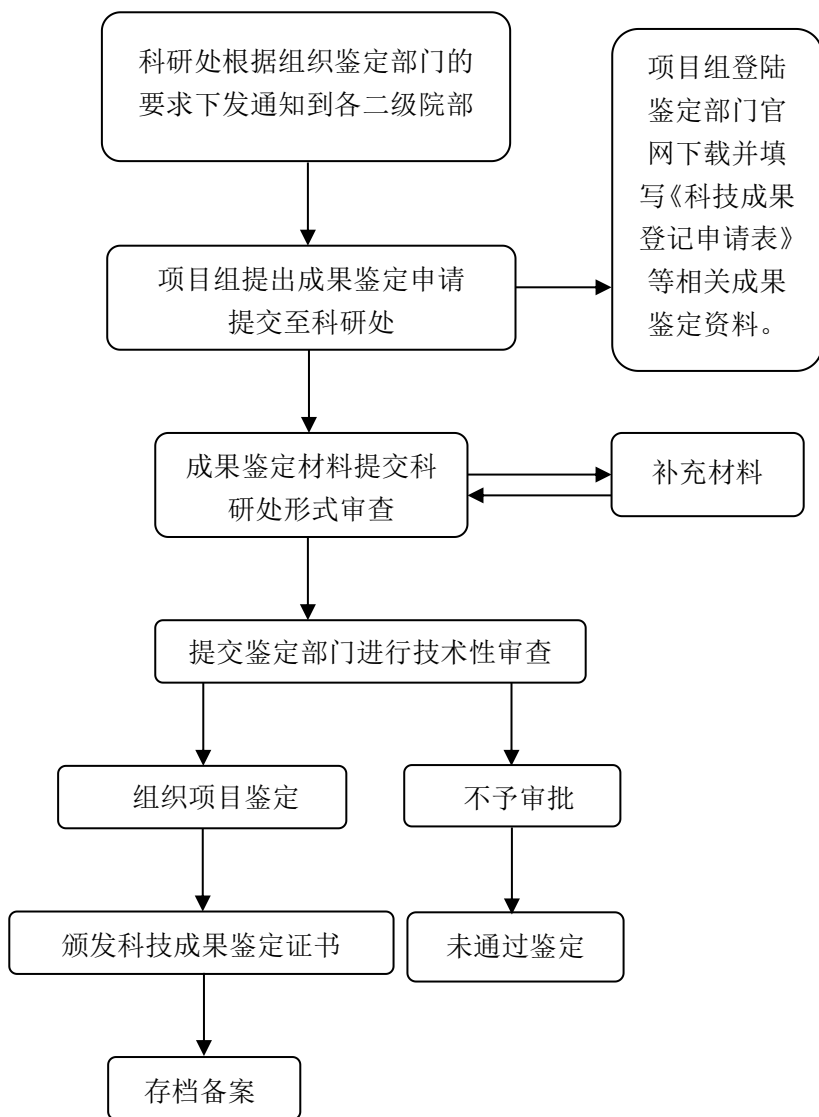 科研处根据组织鉴定部门的
要求下发通知到各二级院部
项目组登陆
鉴定部门官
网下载并填
写《科技成果
登记申请表》
等相关成果
鉴定资料。
项目组提出成果鉴定申请
提交至科研处
成果鉴定材料提交科
研处形式审查
补充材料
提交鉴定部门进行技术性审查
组织项目鉴定
不予审批
颁发科技成果鉴定证书
未通过鉴定
存档备案